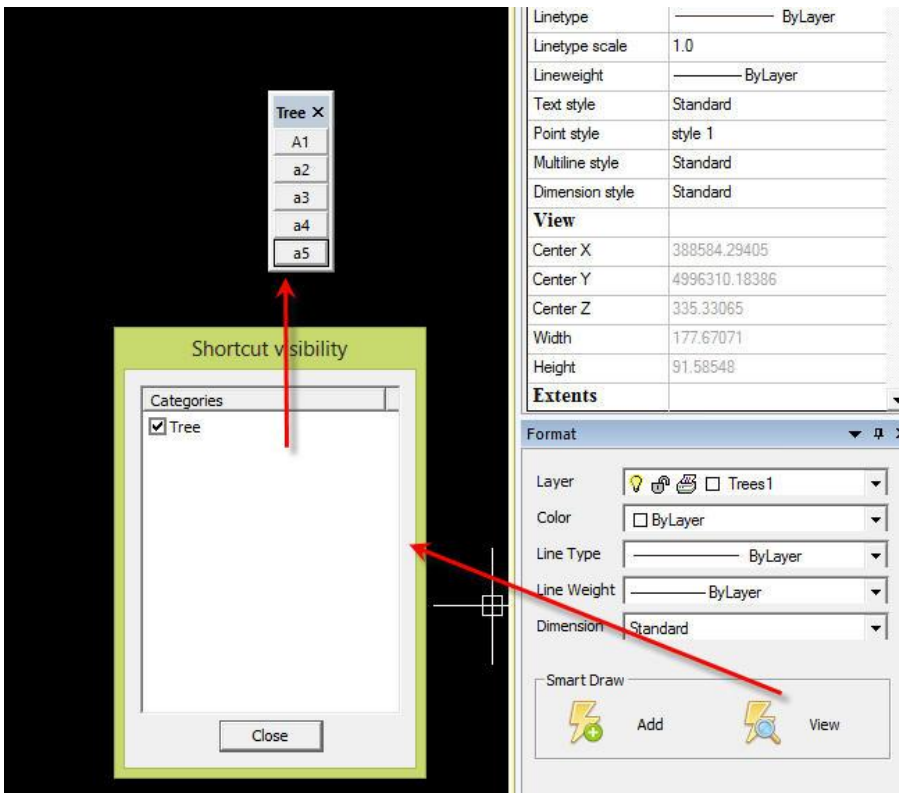 Tree
A1
a2
a3
a4
a5
Shortcut visibility
Categories
Tree
Close
Linetype ByLayer
Linetype scale 1.0
Lineweight ByLayer
Text style Standard
Point style style 1
Multiline style Standard
Dimension style Standard
View
Center X 388584.29405
Center Y 4996310.18386
Center Z 335.33065
Width 177.67071
Height 91.58548
Extents
Format
Layer Trees1
Color ByLayer
Line Type ByLayer
Line Weight ByLayer
Dimension Standard
Smart Draw
Add View